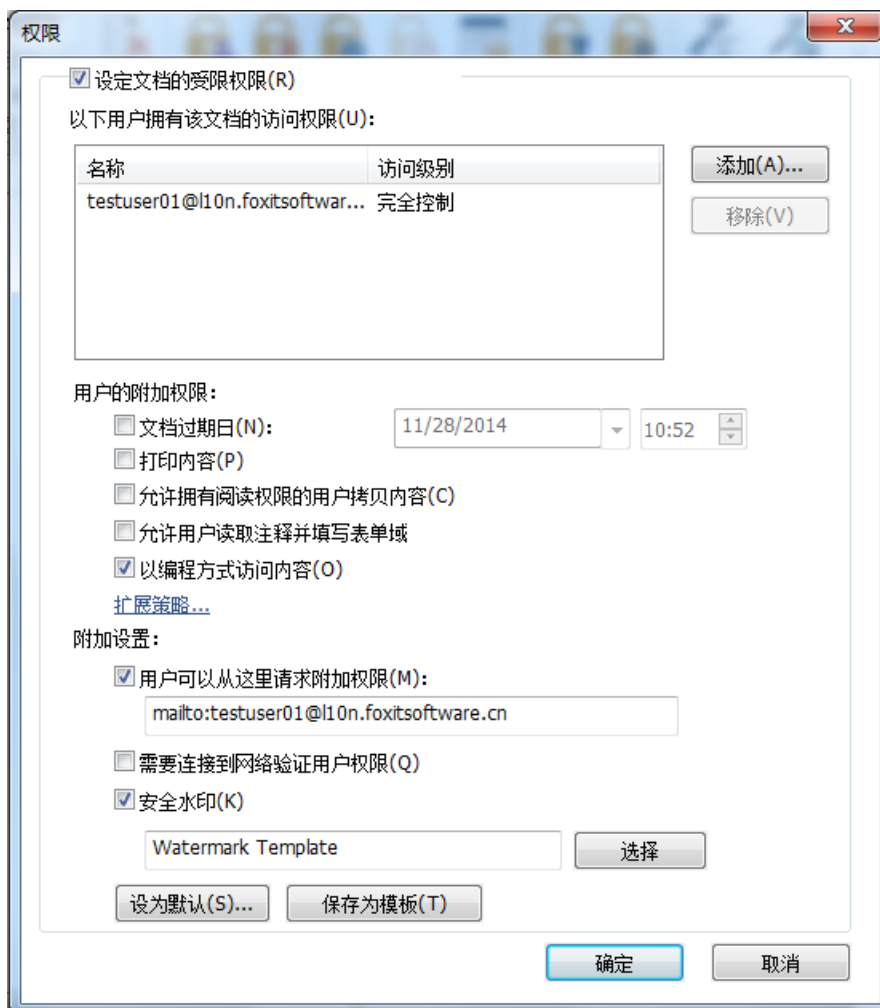 权限
设定文档的受限权限(R)
以下用户拥有该文档的访问权限(U):
名称 访问级别 添加(A)...
testuser01@l10n.foxitsoftwar... 完全控制 移除(V)
用户的附加权限:
文档过期日(N): 11/28/2014 10:52
打印内容(P)
允许拥有阅读权限的用户拷贝内容(C)
允许用户读取注释并填写表单域
以编程方式访问内容(O)
扩展策略...
附加设置:
用户可以从这里请求附加权限(M):
mailto:testuser01@l10n.foxitsoftware.cn
需要连接到网络验证用户权限(Q)
安全水印(K)
Watermark Template 选择
设为默认(S)... 保存为模板(T)
确定 取消